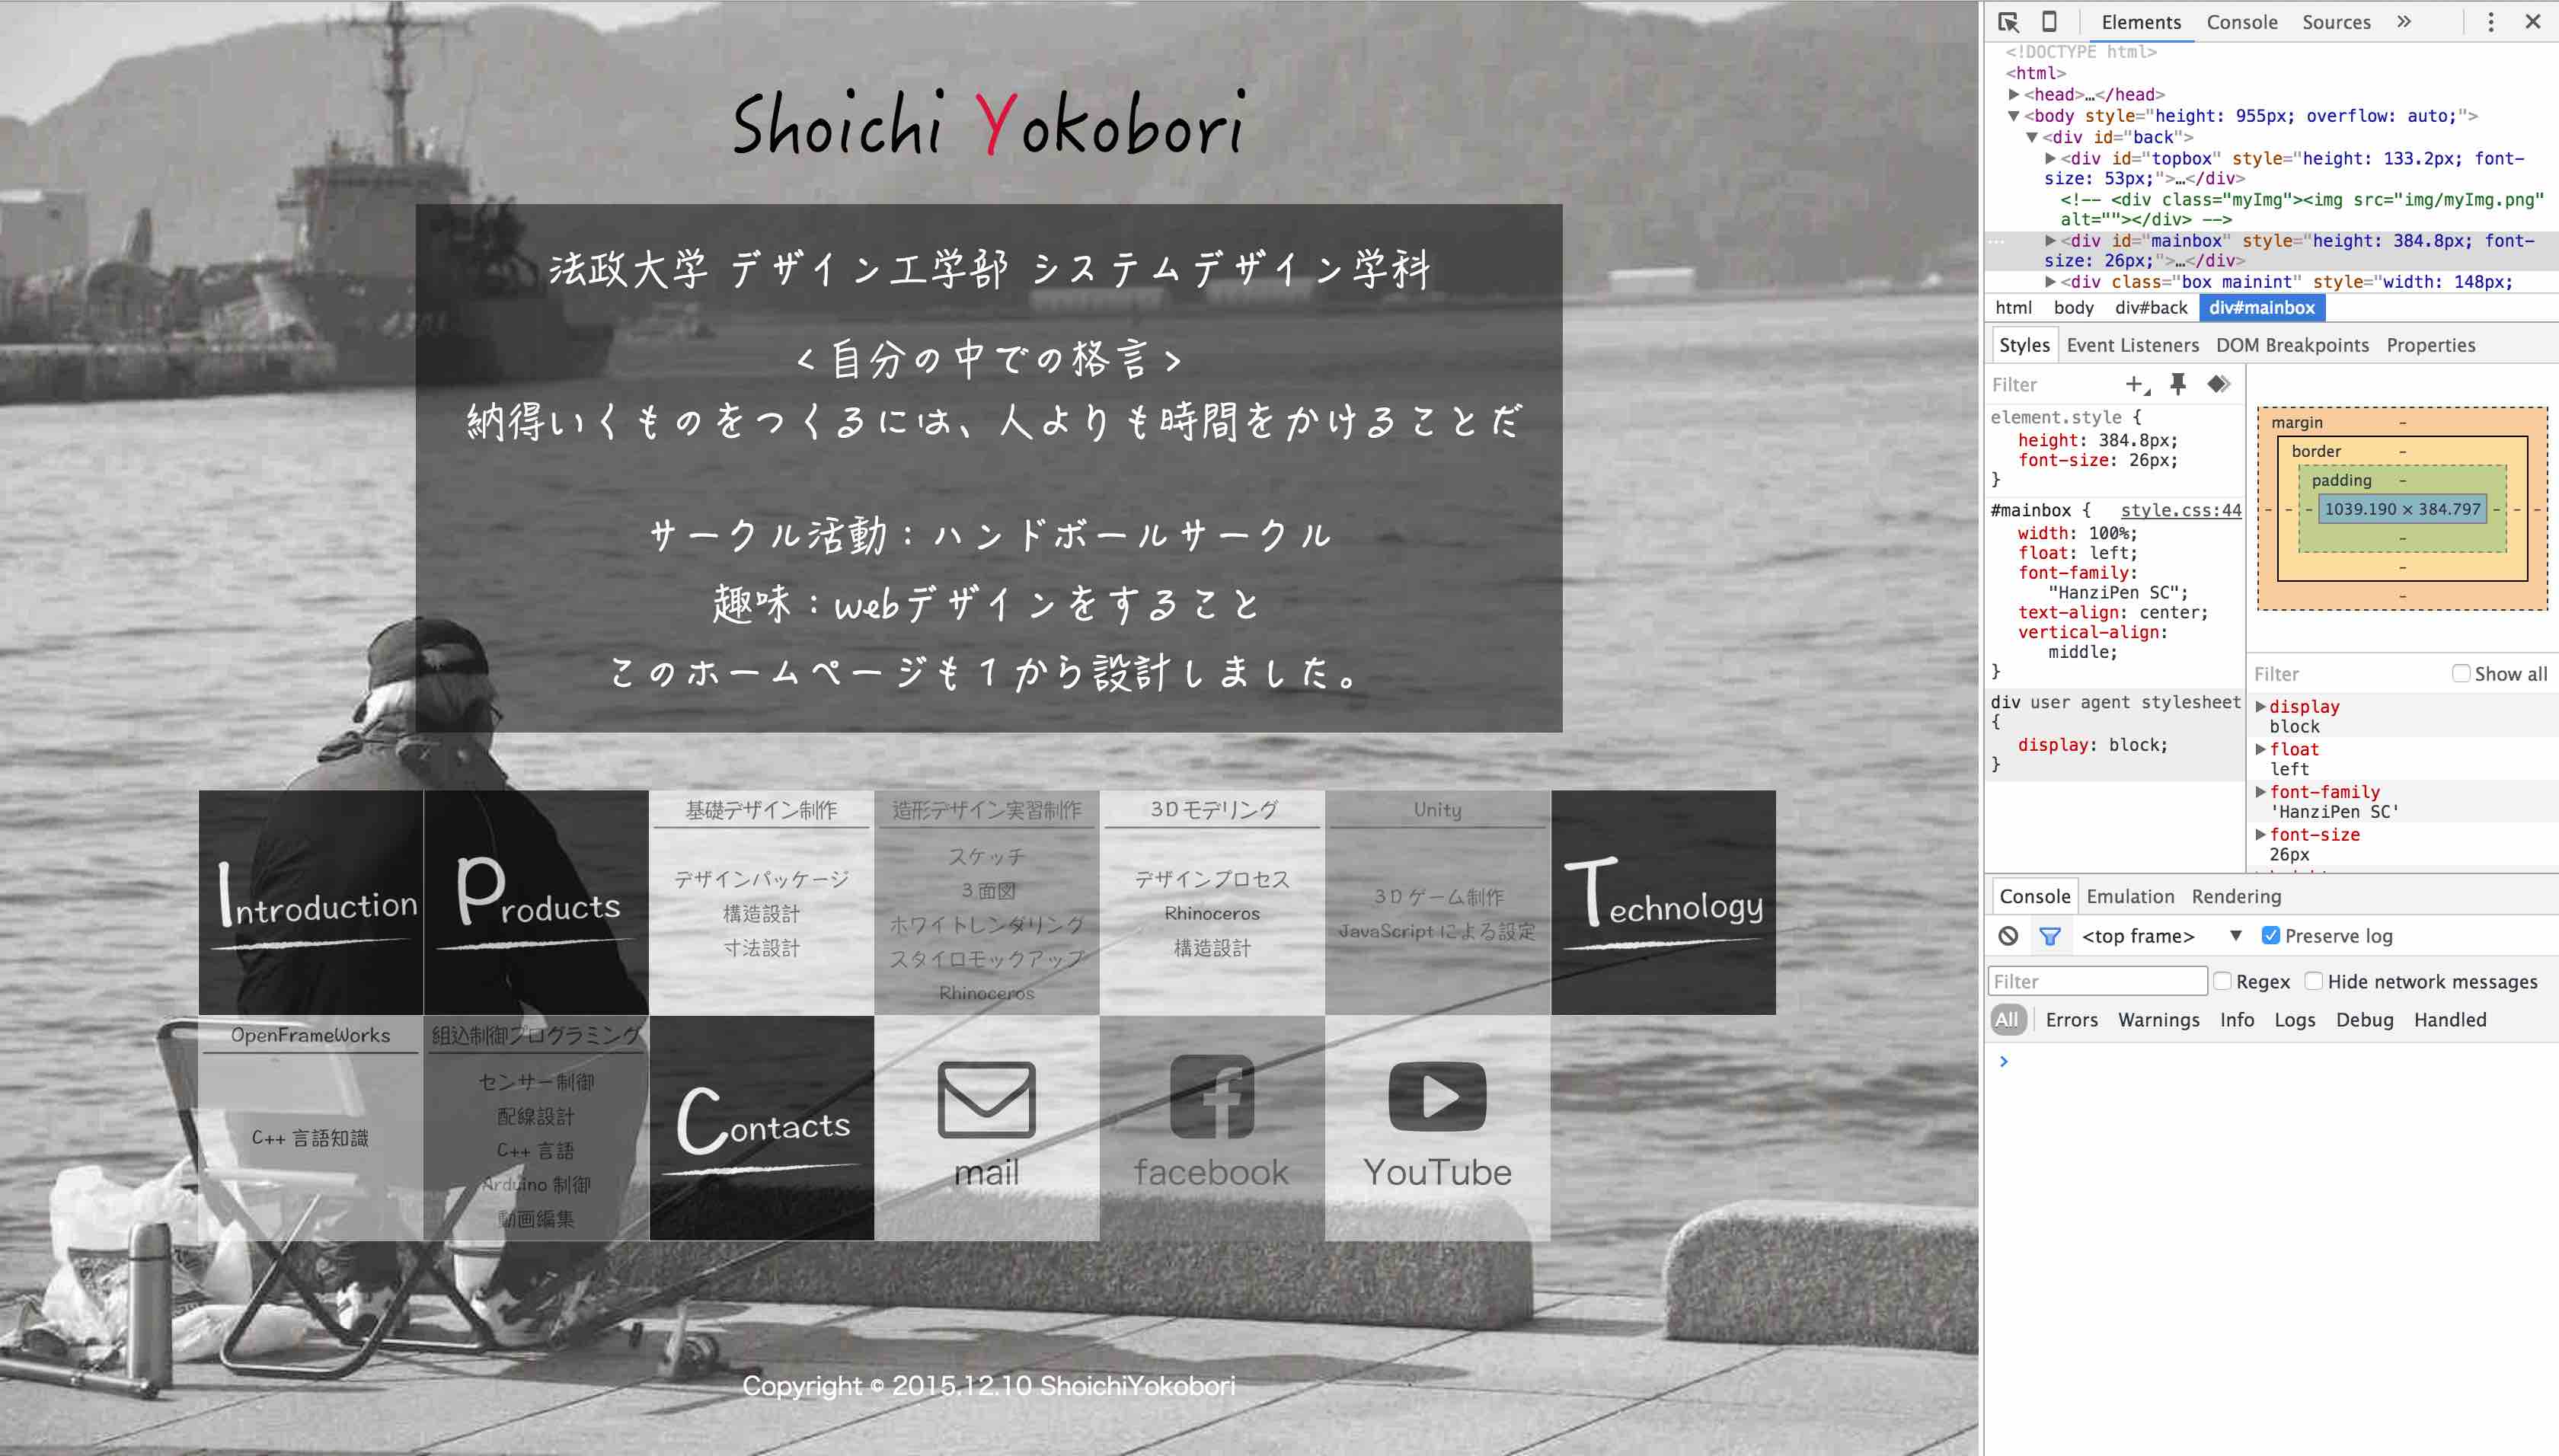 Shoichi Yokobori
法政大学 デザイン工学部 システムデザイン学科
＜自分の中での格言＞
納得いくものをつくるには、人よりも時間をかけることだ
サークル活動：ハンドボールサークル
趣味：webデザインをすること
このホームページも１から設計しました。
Introduction
Products
基礎デザイン制作
デザインパッケージ
構造設計
寸法設計
造形デザイン実習制作
スケッチ
３面図
ホワイトレンダリング
スタイロモックアップ
Rhinoceros
３Dモデリング
デザインプロセス
Rhinoceros
構造設計
Unity
３Dゲーム制作
JavaScriptによる設定
Technology
OpenFrameWorks
C++ 言語知識
組込制御プログラミング
センサー制御
配線設計
C++ 言語
Arduino 制御
動画編集
Contacts
mail
facebook
YouTube
Copyright © 2015.12.10 ShoichiYokobori
Elements Console Sources »
<!DOCTYPE html>
<html>
▶<head>…</head>
▼<body style="height: 955px; overflow: auto;">
▼<div id="back">
▶<div id="topbox" style="height: 133.2px; font-
size: 53px;">…</div>
<!-- <div class="myImg"><img src="img/myImg.png"
alt=""></div> -->
▶<div id="mainbox" style="height: 384.8px; font-
size: 26px;">…</div>
▶<div class="box mainint" style="width: 148px;
html body div#back div#mainbox
Styles Event Listeners DOM Breakpoints Properties
Filter
element.style {
height: 384.8px;
font-size: 26px;
}
#mainbox { style.css:44
width: 100%;
float: left;
font-family:
"HanziPen SC";
text-align: center;
vertical-align:
middle;
}
div user agent stylesheet
{
display: block;
}
margin -
border -
padding -
- - - 1039.190 × 384.797 - - -
-
-
-
Filter Show all
▶display
block
▶float
left
▶font-family
'HanziPen SC'
▶font-size
26px
Console Emulation Rendering
<top frame> ▼ Preserve log
Filter Regex Hide network messages
All Errors Warnings Info Logs Debug Handled
>